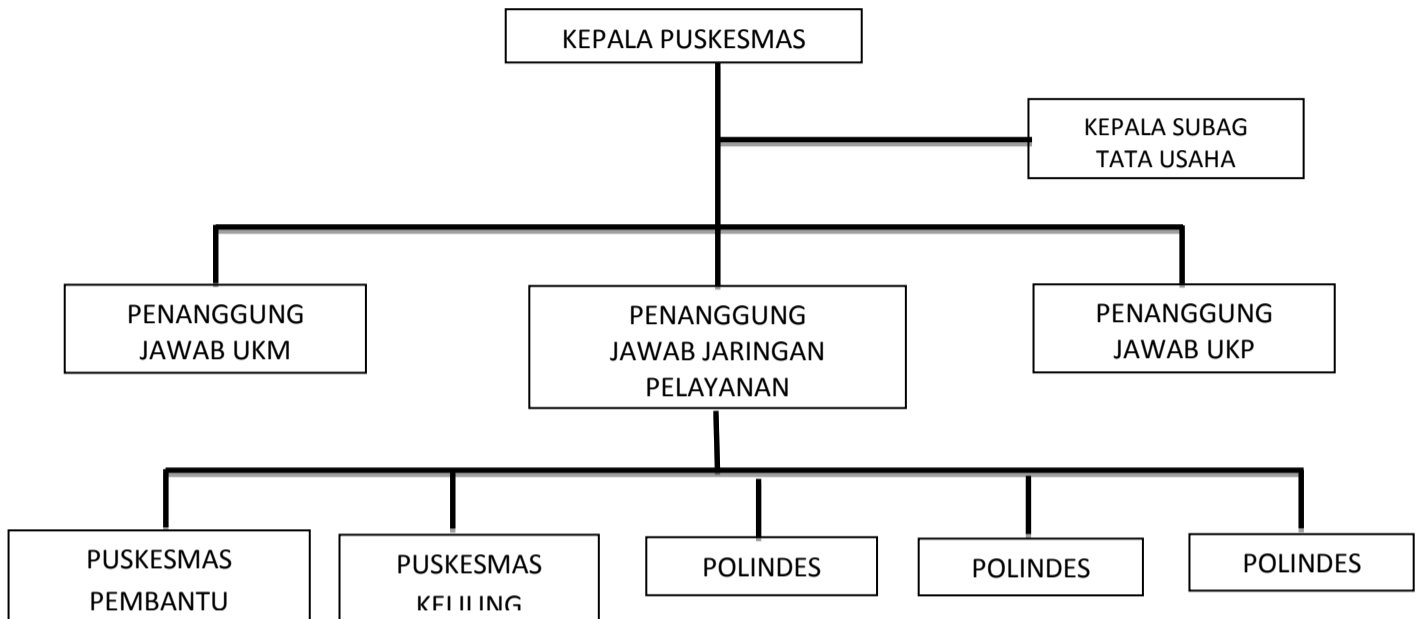 KEPALA PUSKESMAS
KEPALA SUBAG
TATA USAHA
PENANGGUNG
JAWAB UKM
PENANGGUNG
JAWAB JARINGAN
PELAYANAN
PENANGGUNG
JAWAB UKP
PUSKESMAS
PEMBANTU
PUSKESMAS
KELILING
POLINDES
POLINDES
POLINDES